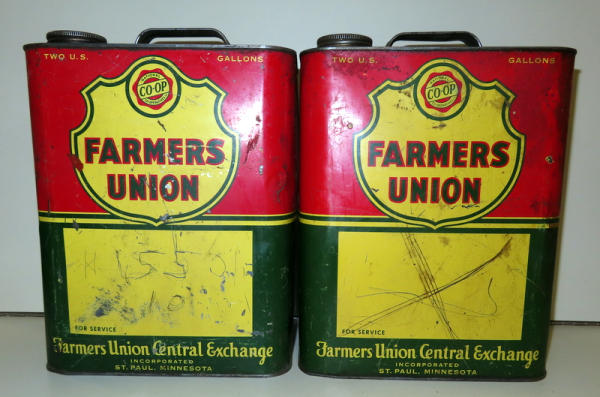 TWO U.S. GALLONS
CO-OP
FARMERS
UNION
FOR SERVICE
Farmers Union Central Exchange
INCORPORATED
ST. PAUL, MINNESOTA
TWO U.S. GALLONS
CO-OP
FARMERS
UNION
FOR SERVICE
Farmers Union Central Exchange
INCORPORATED
ST. PAUL, MINNESOTA